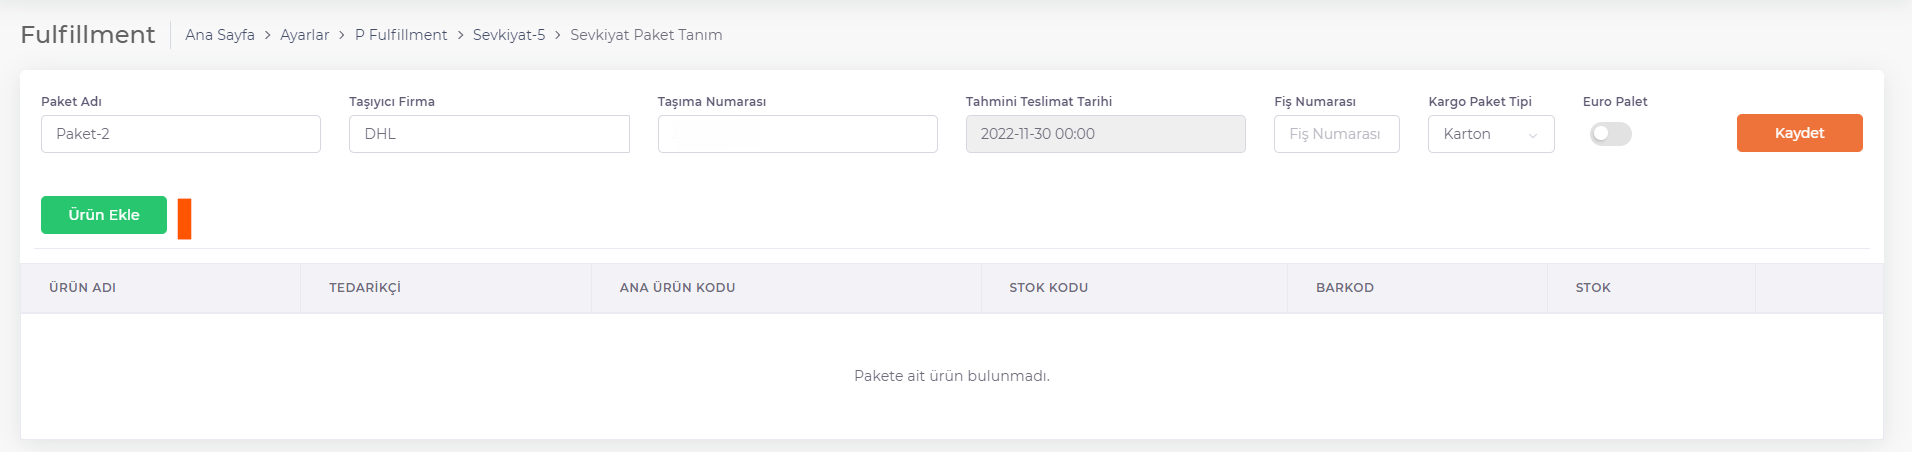 Fulfillment Ana Sayfa > Ayarlar > P Fulfillment > Sevkiyat-5 > Sevkiyat Paket Tanım
Paket Adı Taşıyıcı Firma Taşıma Numarası Tahmini Teslimat Tarihi Fiş Numarası Kargo Paket Tipi Euro Palet
Paket-2 DHL 2022-11-30 00:00 Fiş Numarası Karton Kaydet
Ürün Ekle
ÜRÜN ADI TEDARİKÇİ ANA ÜRÜN KODU STOK KODU BARKOD STOK
Pakete ait ürün bulunmadı.